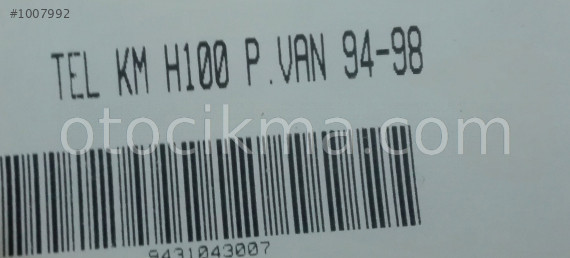 #1007992
TEL KM H100 P.VAN 94-98
otocikma.com
9431043007